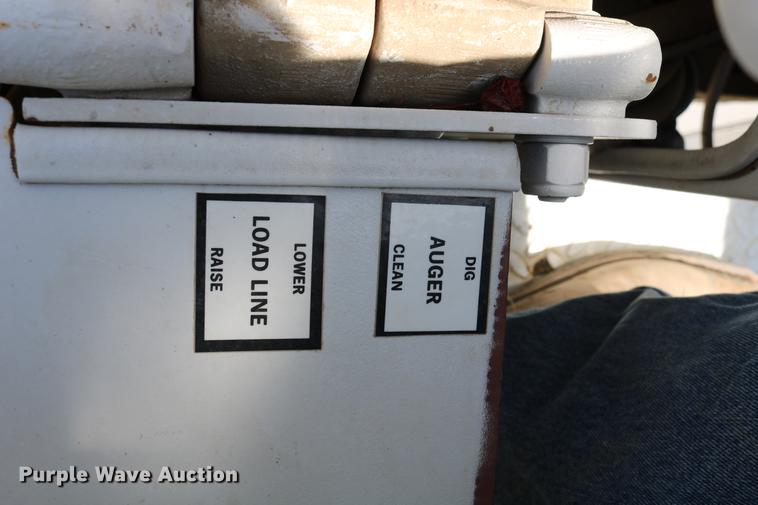 LOWER
LOAD LINE
RAISE
DIG
AUGER
CLEAN
Purple Wave Auction